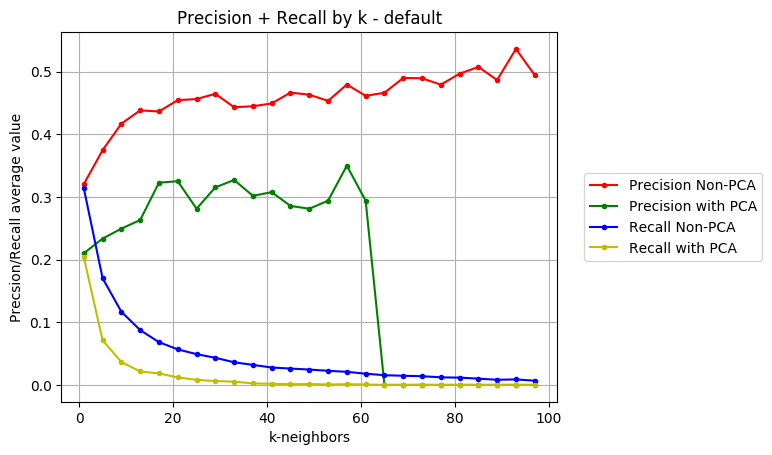 Precision + Recall by k - default
Precsion/Recall average value
0.5
0.4
0.3
0.2
0.1
0.0
0 20 40 60 80 100
k-neighbors
Precision Non-PCA
Precision with PCA
Recall Non-PCA
Recall with PCA